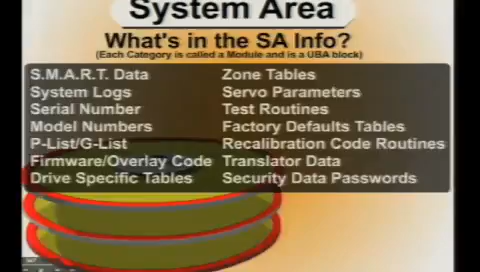 System Area
What's in the SA Info?
(Each Category is called a Module and is a UBA block)
S.M.A.R.T. Data
System Logs
Serial Number
Model Numbers
P-List/G-List
Firmware/Overlay Code
Drive Specific Tables
Zone Tables
Servo Parameters
Test Routines
Factory Defaults Tables
Recalibration Code Routines
Translator Data
Security Data Passwords